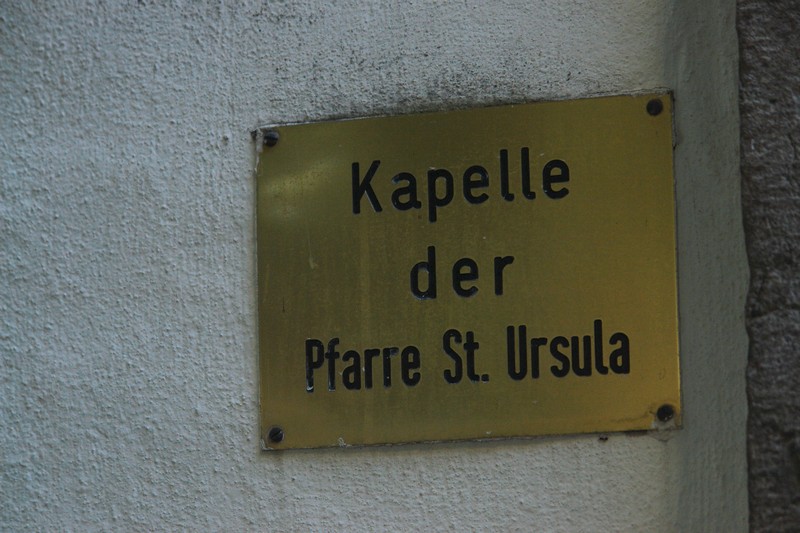 Kapelle
der
Pfarre St. Ursula